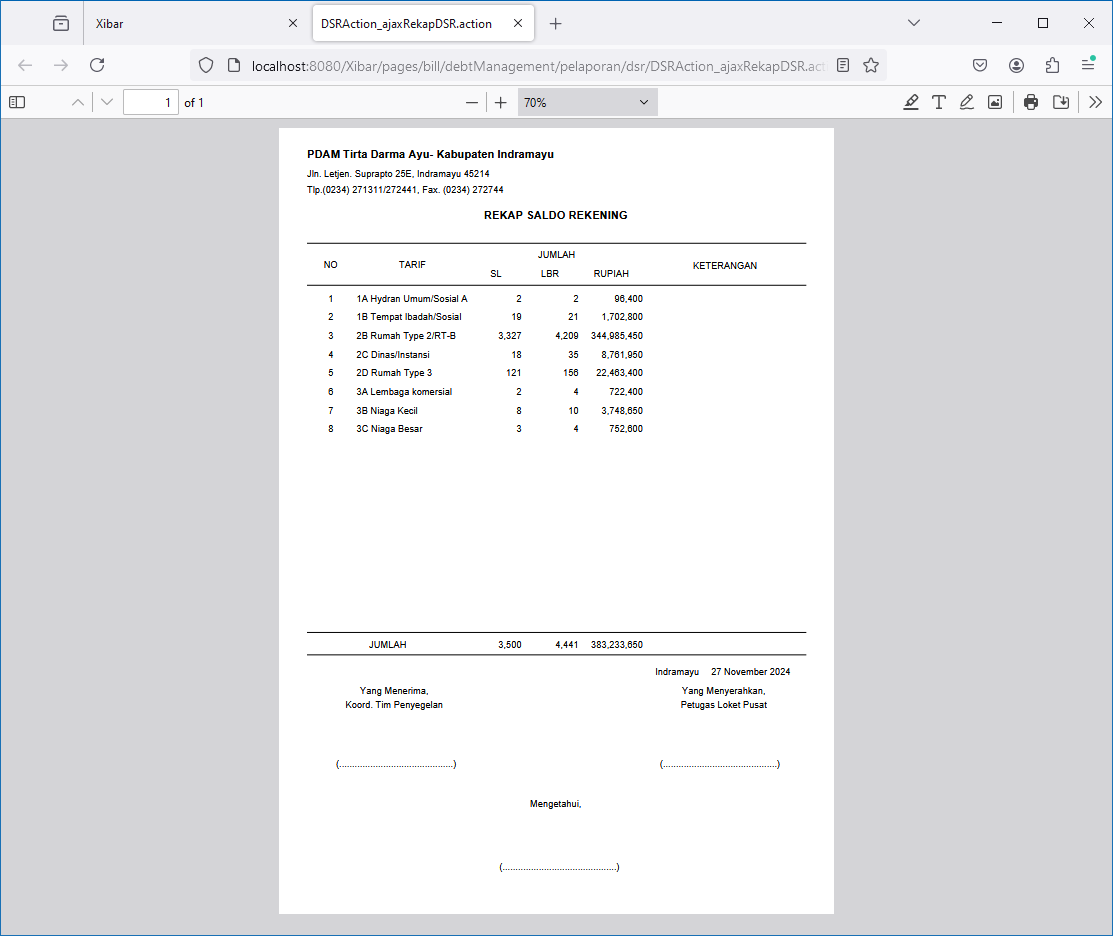 Xibar
DSRAction_ajaxRekapDSR.action
localhost:8080/Xibar/pages/bill/debtManagement/pelaporan/dsr/DSRAction_ajaxRekapDSR.act
1 of 1
70%
PDAM Tirta Darma Ayu- Kabupaten Indramayu
Jln. Letjen. Suprapto 25E, Indramayu 45214
Tlp.(0234) 271311/272441, Fax. (0234) 272744
REKAP SALDO REKENING
NO TARIF JUMLAH KETERANGAN
SL LBR RUPIAH
1 1A Hydran Umum/Sosial A 2 2 96,400
2 1B Tempat Ibadah/Sosial 19 21 1,702,800
3 2B Rumah Type 2/RT-B 3,327 4,209 344,985,450
4 2C Dinas/Instansi 18 35 8,761,950
5 2D Rumah Type 3 121 156 22,463,400
6 3A Lembaga komersial 2 4 722,400
7 3B Niaga Kecil 8 10 3,748,650
8 3C Niaga Besar 3 4 752,600
JUMLAH 3,500 4,441 383,233,650
Indramayu 27 November 2024
Yang Menerima, Yang Menyerahkan,
Koord. Tim Penyegelan Petugas Loket Pusat
(............................................) (............................................)
Mengetahui,
(............................................)